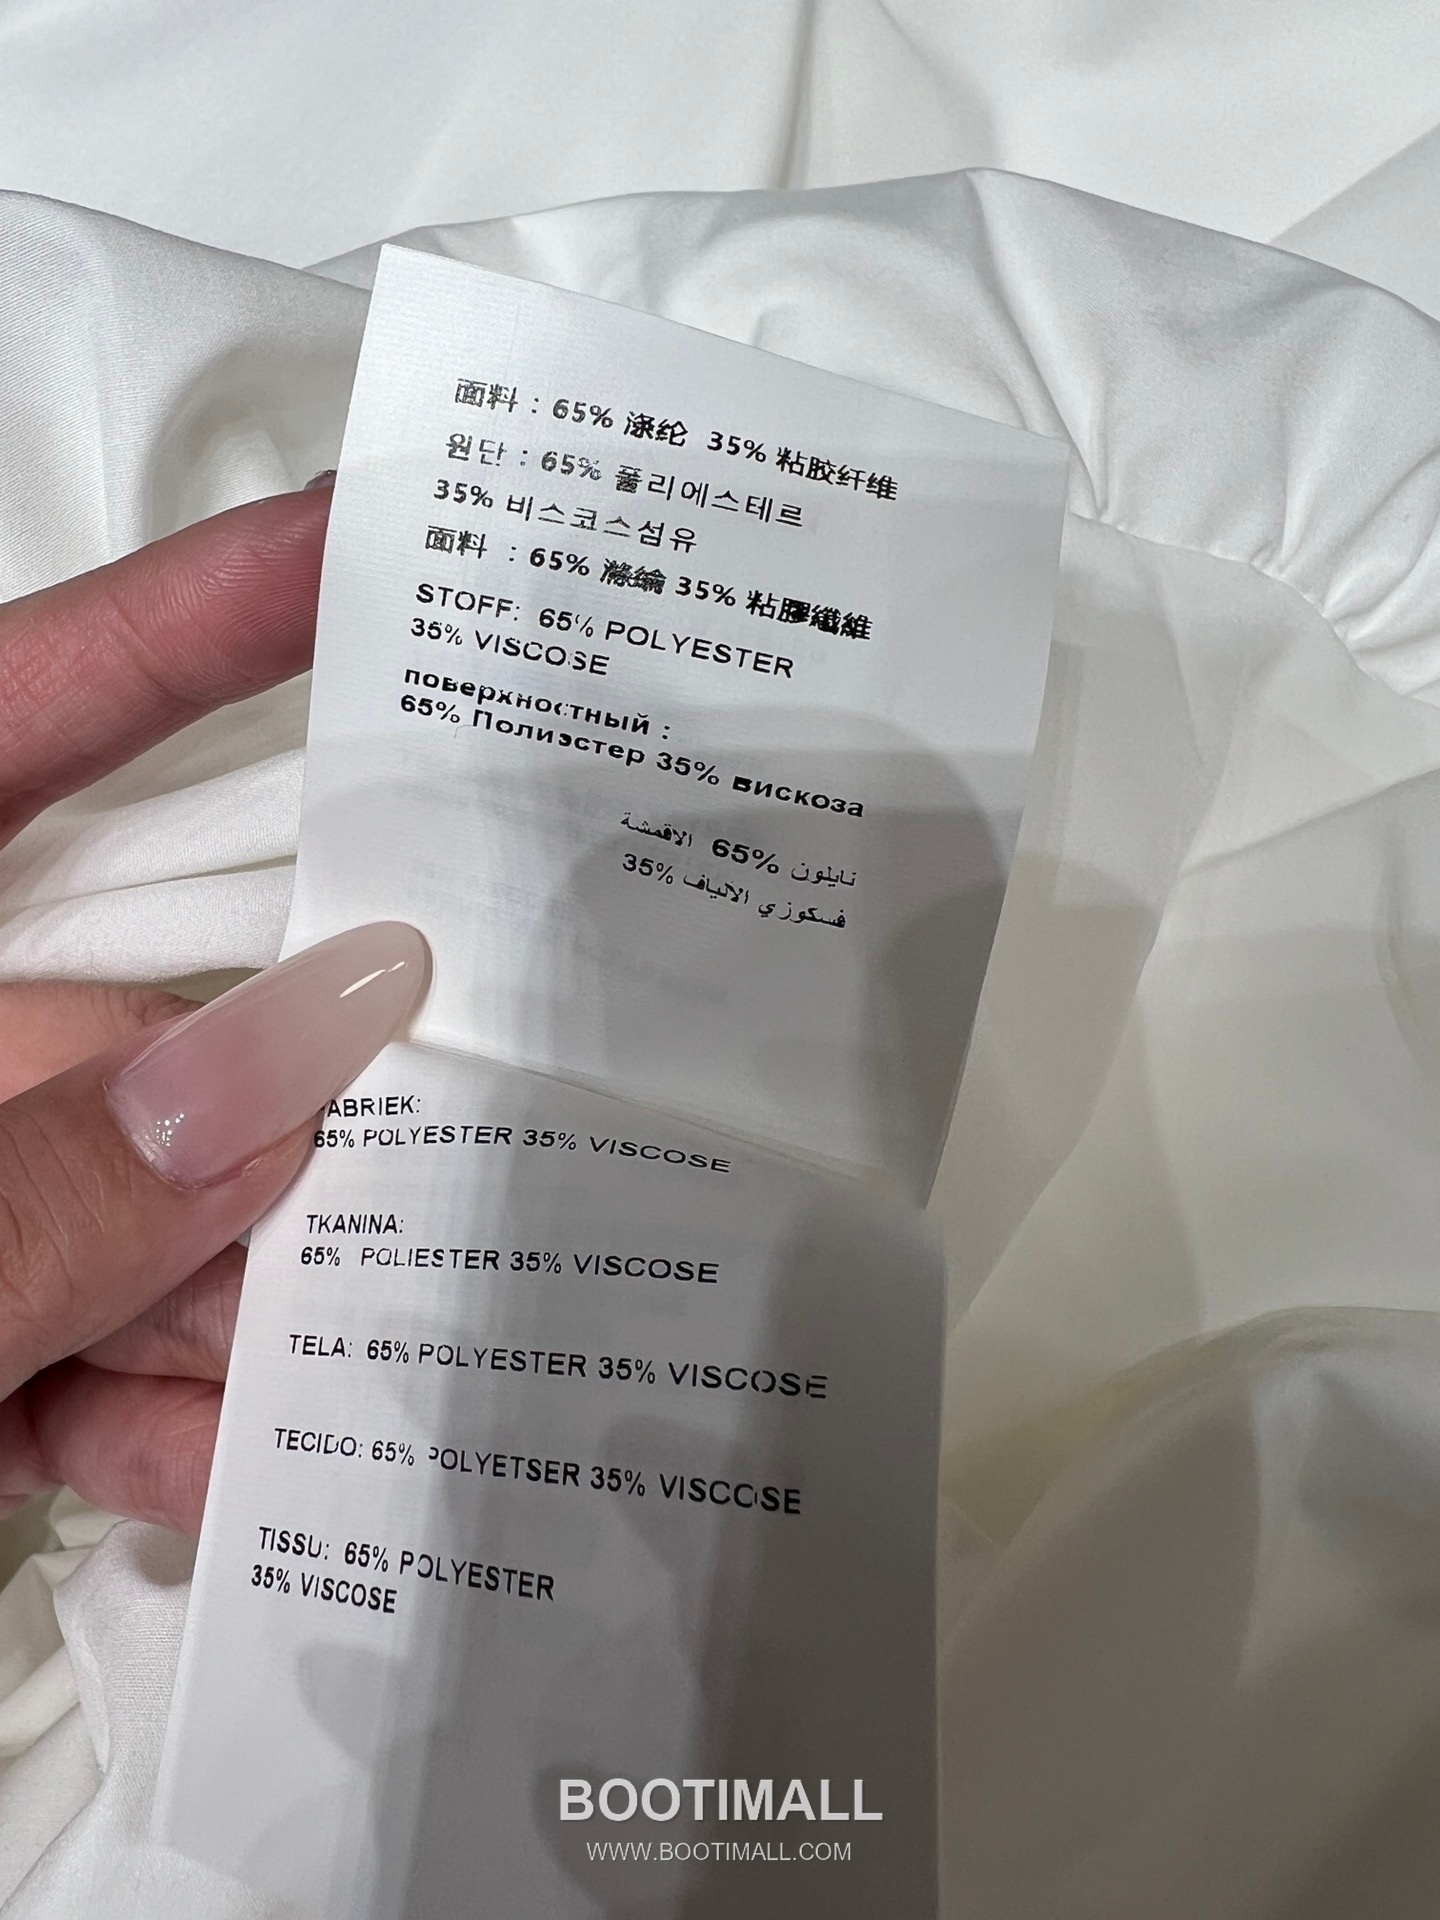 面料：65% 涤纶 35% 粘胶纤维
원단：65% 폴리에스테르
35% 비스코스섬유
面料：65% 滌綸 35% 粘膠纖維
STOFF: 65% POLYESTER
35% VISCOSE
поверхностный :
65% Полиэстер 35% вискоза
نايلون 65% الاقمشة
فسكوزي الألياف 35%
ABRIEK:
65% POLYESTER 35% VISCOSE
TKANINA:
65% POLIESTER 35% VISCOSE
TELA: 65% POLYESTER 35% VISCOSE
TECIDO: 65% POLYETSER 35% VISCOSE
TISSU: 65% POLYESTER
35% VISCOSE
BOOTIMALL
WWW.BOOTIMALL.COM